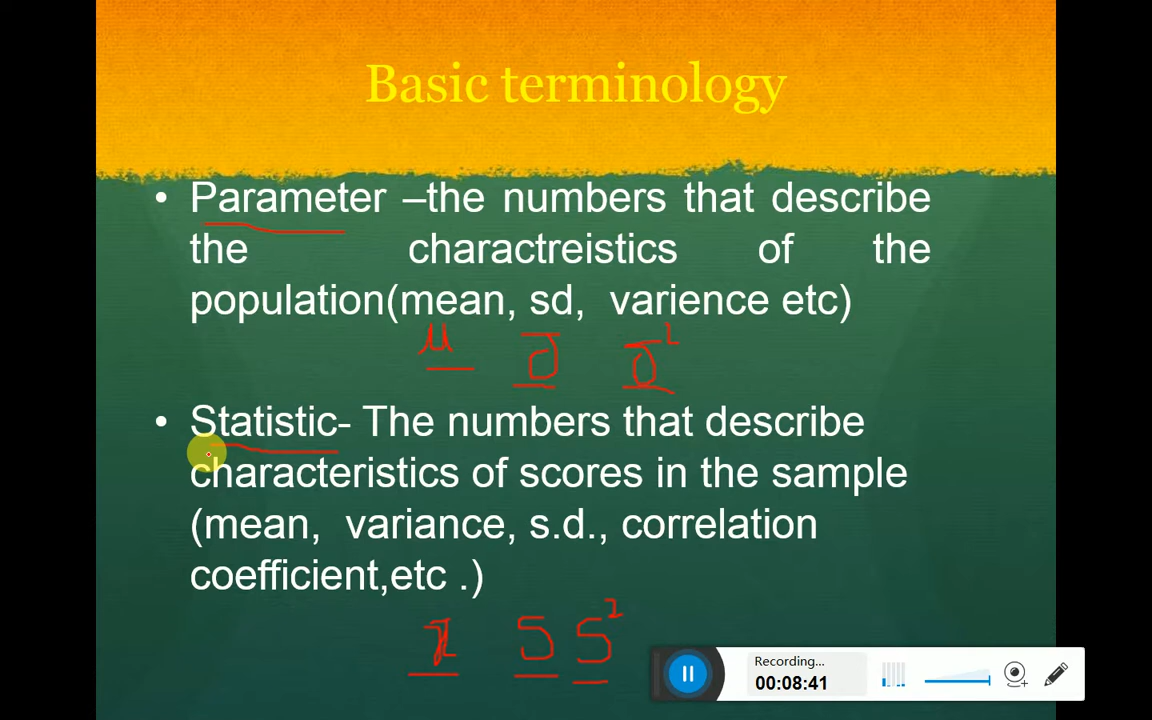 Basic terminology
• Parameter –the numbers that describe
the charactreistics of the
population(mean, sd, varience etc)
μ σ σ²
• Statistic- The numbers that describe
characteristics of scores in the sample
(mean, variance, s.d., correlation
coefficient,etc .)
S S²
Recording...
00:08:41